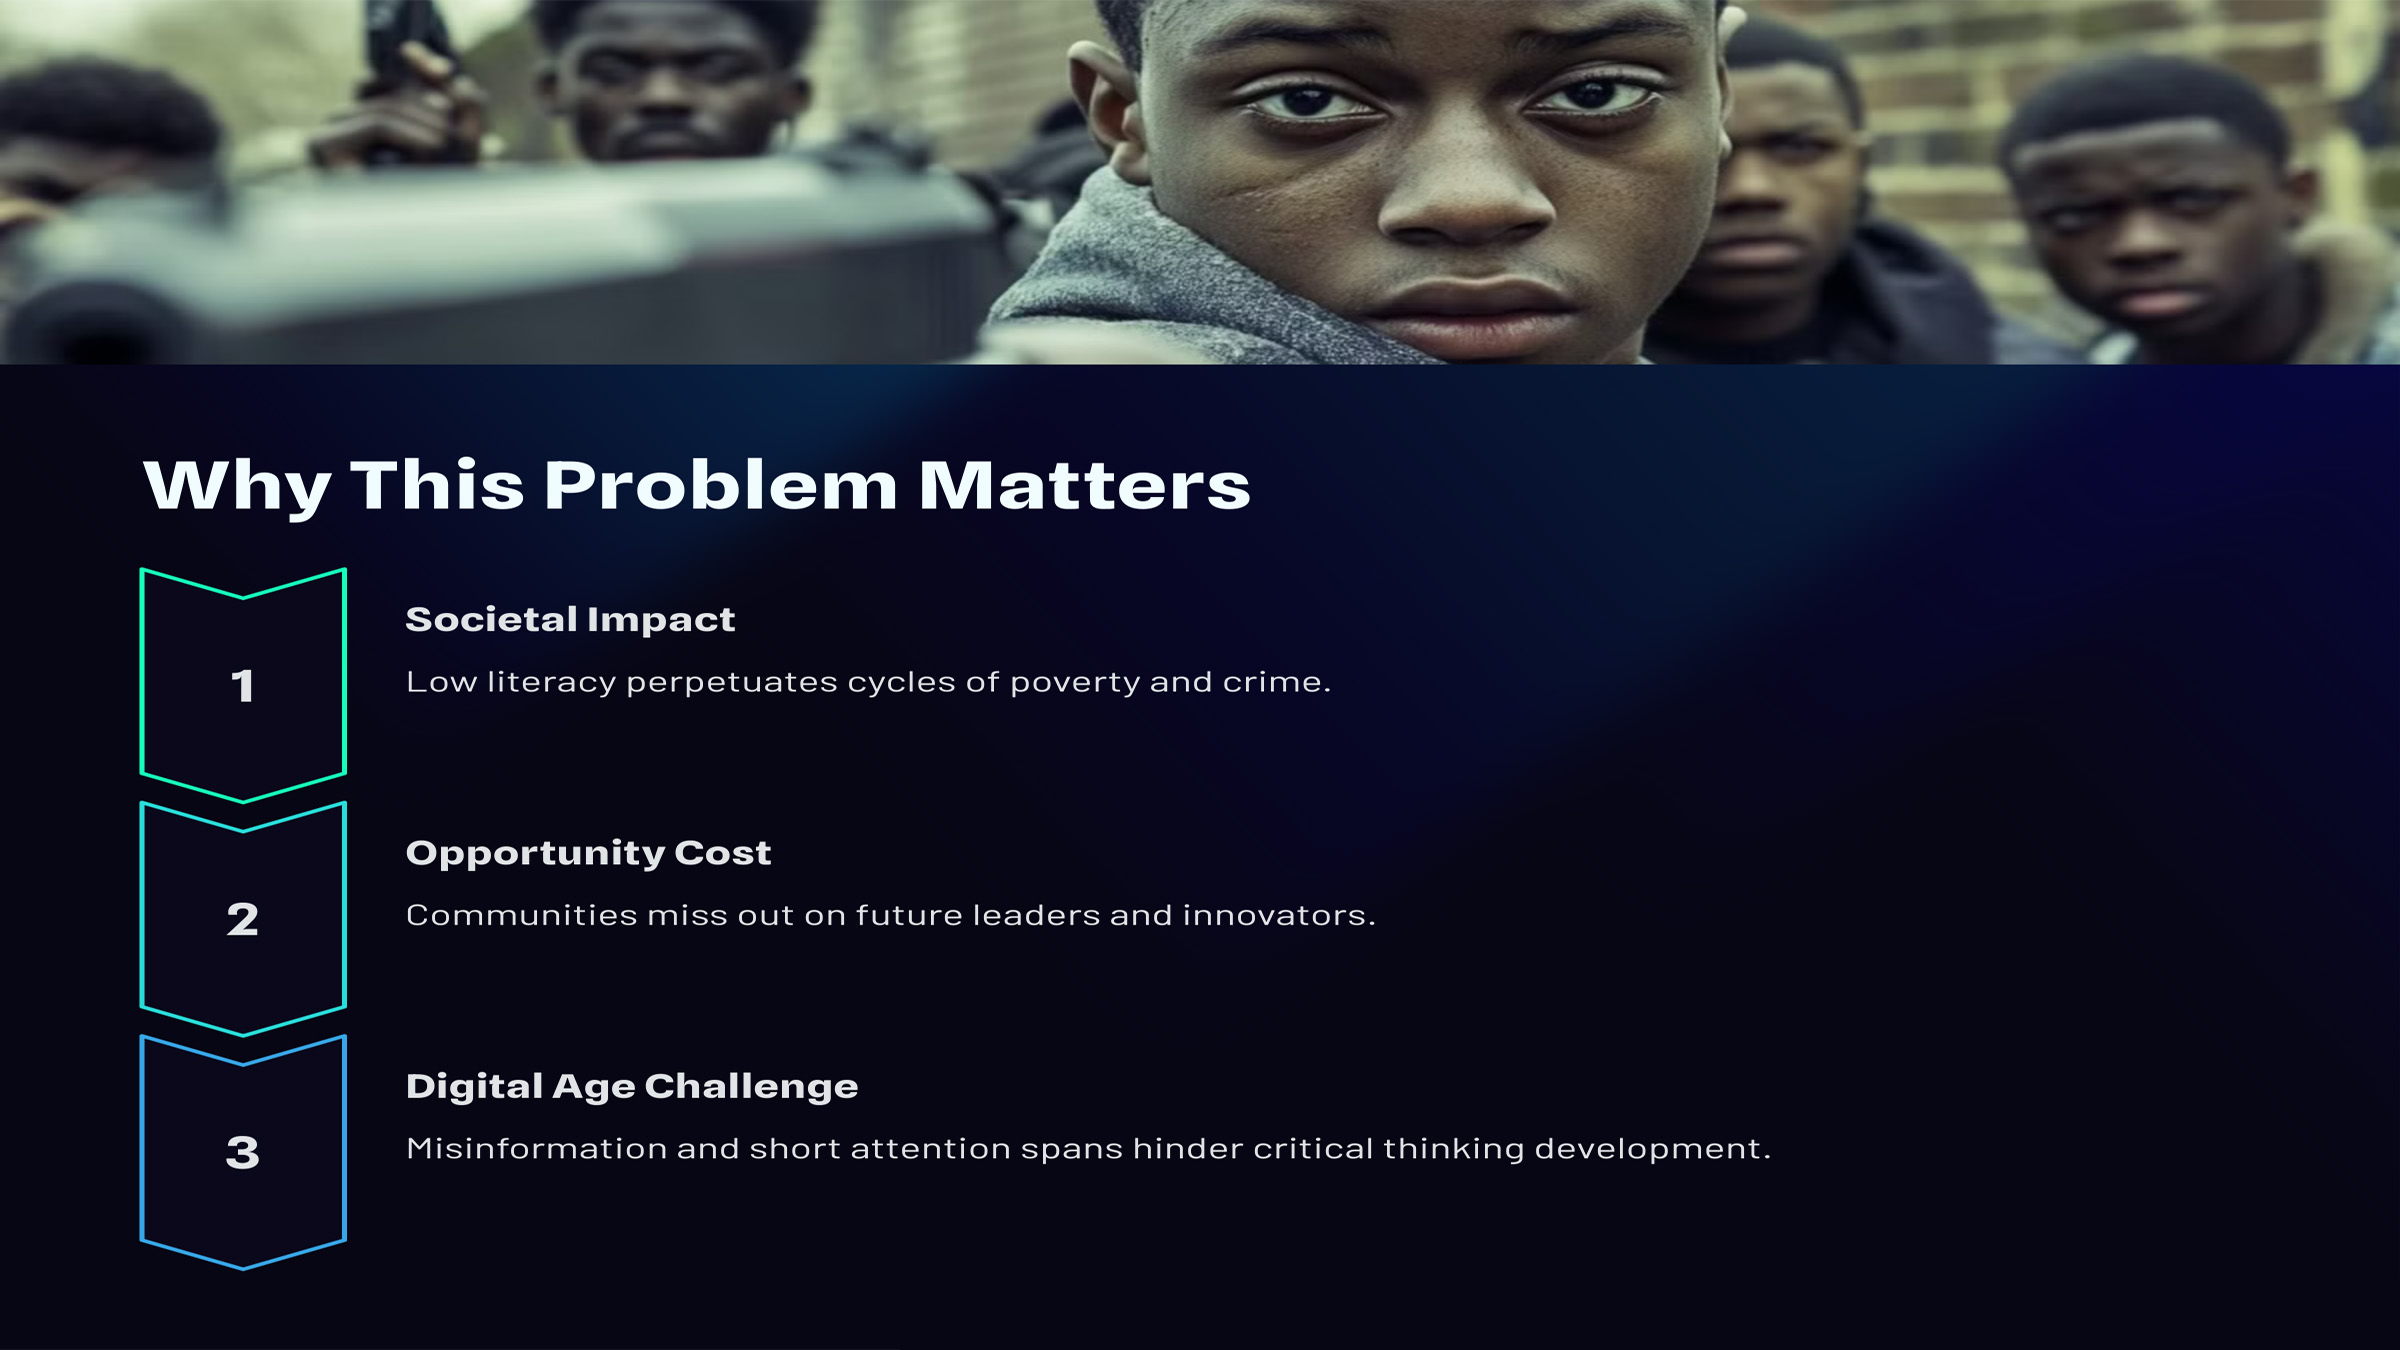 Why This Problem Matters
1
Societal Impact
Low literacy perpetuates cycles of poverty and crime.
2
Opportunity Cost
Communities miss out on future leaders and innovators.
3
Digital Age Challenge
Misinformation and short attention spans hinder critical thinking development.